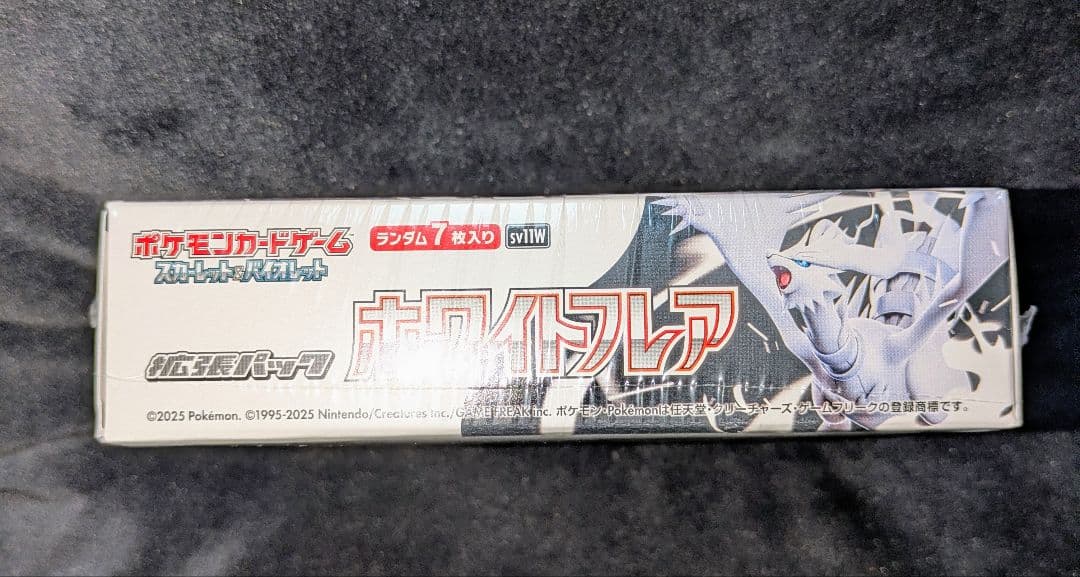 ポケモンカードゲーム
スカーレット&バイオレット
ランダム7枚入り
sv11W
ホワイトフレア
拡張パック
©2025 Pokémon. ©1995-2025 Nintendo/Creatures Inc./GAME FREAK inc. ポケモン・Pokémonは任天堂・クリーチャーズ・ゲームフリークの登録商標です。